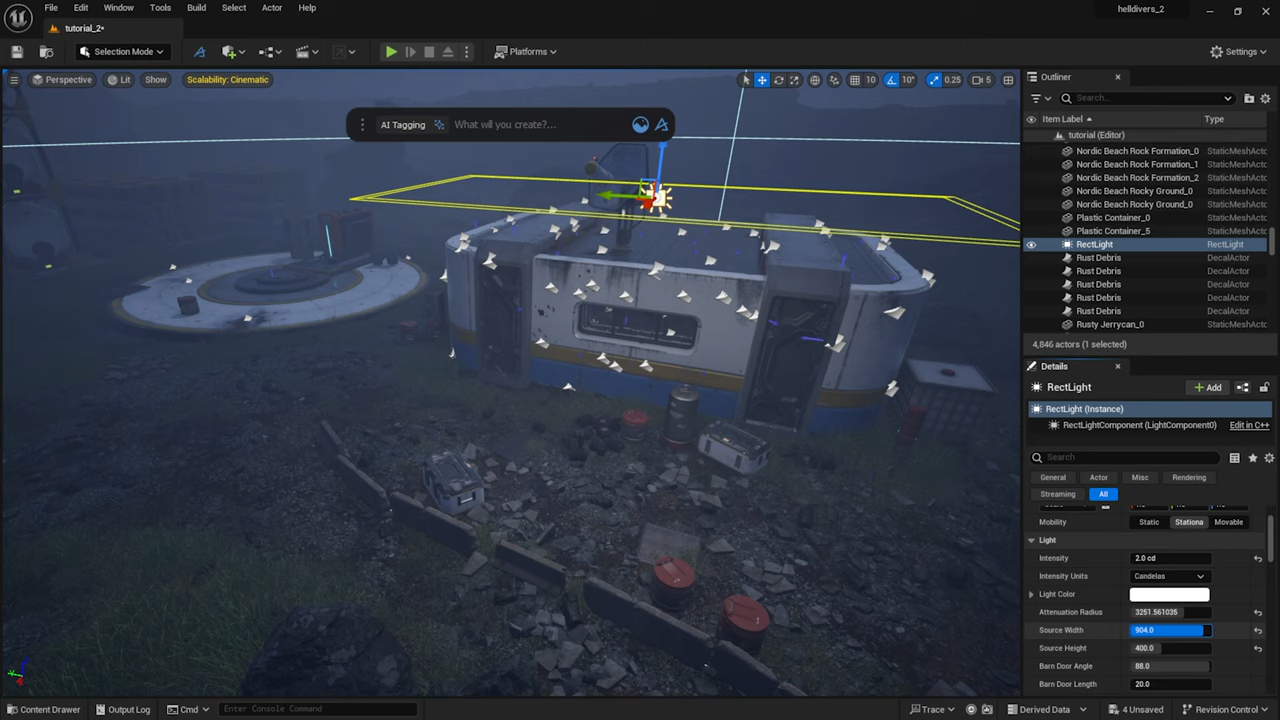 File Edit Window Tools Build Select Actor Help
helldivers_2
tutorial_2•
Selection Mode
Platforms
Settings
Perspective Lit Show Scalability: Cinematic
10 10° 0.25 5
AI Tagging What will you create?...
Outliner
Search...
Item Label Type
tutorial (Editor)
Nordic Beach Rock Formation_0 StaticMeshActo
Nordic Beach Rock Formation_1 StaticMeshActo
Nordic Beach Rock Formation_2 StaticMeshActo
Nordic Beach Rocky Ground_0 StaticMeshActo
Nordic Beach Rocky Ground_0 StaticMeshActo
Plastic Container_0 StaticMeshActo
Plastic Container_5 StaticMeshActo
RectLight RectLight
Rust Debris DecalActor
Rust Debris DecalActor
Rust Debris DecalActor
Rust Debris DecalActor
Rust Debris DecalActor
Rusty Jerrycan_0 StaticMeshActo
4,846 actors (1 selected)
Details
RectLight
Add
RectLight (Instance)
RectLightComponent (LightComponent0) Edit in C++
Search
General Actor Misc Rendering
Streaming All
Mobility Static Stationa Movable
Light
Intensity 2.0 cd
Intensity Units Candelas
Light Color
Attenuation Radius 3251.561035
Source Width 904.0
Source Height 400.0
Barn Door Angle 88.0
Barn Door Length 20.0
Content Drawer Output Log Cmd Enter Console Command
Trace Derived Data 4 Unsaved Revision Control